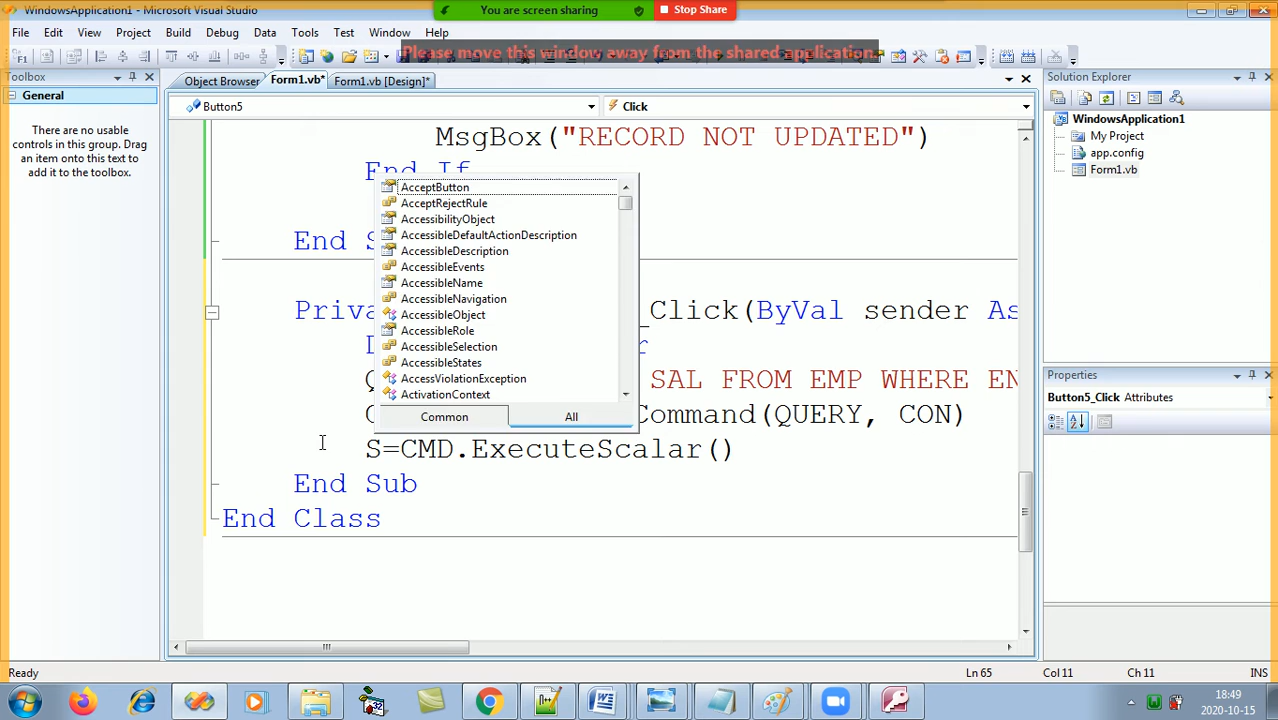 WindowsApplication1 - Microsoft Visual Studio
You are screen sharing
Stop Share
File Edit View Project Build Debug Data Tools Test Window Help
Please move this window away from the shared application.
Toolbox
General
There are no usable
controls in this group. Drag
an item onto this text to
add it to the toolbox.
Object Browser Form1.vb* Form1.vb [Design]*
Button5 Click
MsgBox("RECORD NOT UPDATED")
End If
AcceptButton
AcceptRejectRule
AccessibilityObject
AccessibleDefaultActionDescription
AccessibleDescription
AccessibleEvents
AccessibleName
AccessibleNavigation
AccessibleObject
AccessibleRole
AccessibleSelection
AccessibleStates
AccessViolationException
ActivationContext
Common All
End S
Priva _Click(ByVal sender As
SAL FROM EMP WHERE EN
Command(QUERY, CON)
S=CMD.ExecuteScalar()
End Sub
End Class
Solution Explorer
WindowsApplication1
My Project
app.config
Form1.vb
Properties
Button5_Click Attributes
Ready Ln 65 Col 11 Ch 11 INS
18:49
2020-10-15